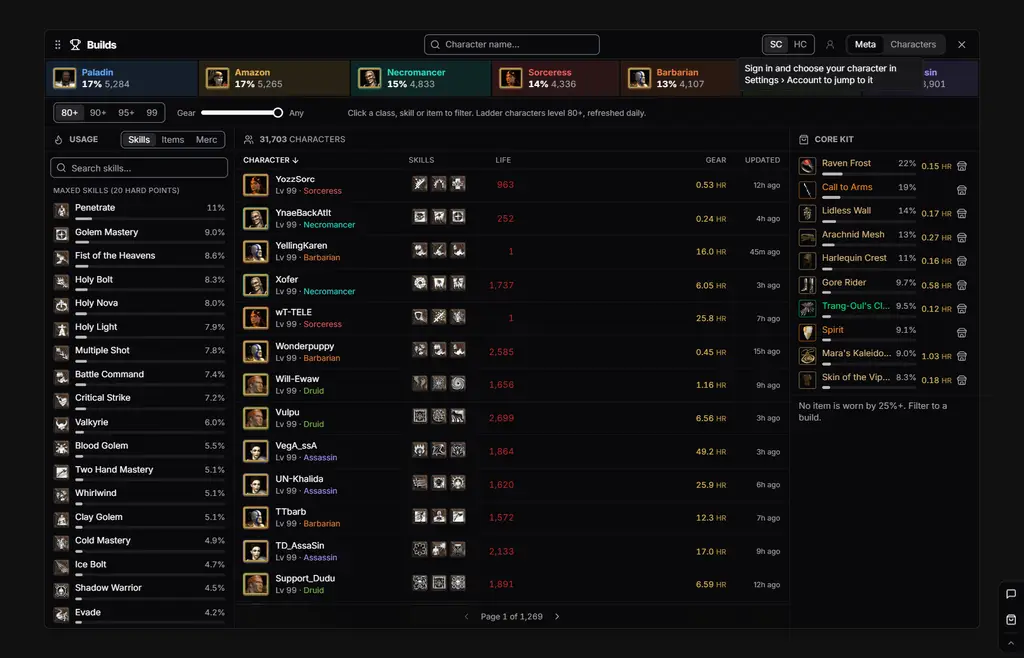 Builds
Character name...
SC HC
Meta Characters
Paladin
17% 5,284
Amazon
17% 5,265
Necromancer
15% 4,833
Sorceress
14% 4,336
Barbarian
13% 4,107
Sign in and choose your character in
Settings › Account to jump to it
sin
3,901
80+ 90+ 95+ 99
Gear Any
Click a class, skill or item to filter. Ladder characters level 80+, refreshed daily.
USAGE
Skills Items Merc
Search skills...
MAXED SKILLS (20 HARD POINTS)
Penetrate 11%
Golem Mastery 9.0%
Fist of the Heavens 8.6%
Holy Bolt 8.3%
Holy Nova 8.0%
Holy Light 7.9%
Multiple Shot 7.8%
Battle Command 7.4%
Critical Strike 7.2%
Valkyrie 6.0%
Blood Golem 5.5%
Two Hand Mastery 5.1%
Whirlwind 5.1%
Clay Golem 5.1%
Cold Mastery 4.9%
Ice Bolt 4.7%
Shadow Warrior 4.5%
Evade 4.2%
31,703 CHARACTERS
CHARACTER ↓ SKILLS LIFE GEAR UPDATED
YozzSorc
Lv 99 · Sorceress
963 0.53 HR 12h ago
YnaeBackAtIt
Lv 99 · Necromancer
252 0.24 HR 4h ago
YellingKaren
Lv 99 · Barbarian
1 16.0 HR 45m ago
Xofer
Lv 99 · Necromancer
1,737 6.05 HR 3h ago
wT-TELE
Lv 99 · Sorceress
1 25.8 HR 7h ago
Wonderpuppy
Lv 99 · Barbarian
2,585 0.45 HR 15h ago
Will-Ewaw
Lv 99 · Druid
1,656 1.16 HR 9h ago
Vulpu
Lv 99 · Druid
2,699 6.56 HR 3h ago
VegA_ssA
Lv 99 · Assassin
1,864 49.2 HR 3h ago
UN-Khalida
Lv 99 · Assassin
1,620 25.9 HR 6h ago
TTbarb
Lv 99 · Barbarian
1,572 12.3 HR 7h ago
TD_AssaSin
Lv 99 · Assassin
2,133 17.0 HR 9h ago
Support_Dudu
Lv 99 · Druid
1,891 6.59 HR 12h ago
Page 1 of 1,269
CORE KIT
Raven Frost 22% 0.15 HR
Call to Arms 19%
Lidless Wall 14% 0.17 HR
Arachnid Mesh 13% 0.27 HR
Harlequin Crest 11% 0.16 HR
Gore Rider 9.7% 0.58 HR
Trang-Oul's Cl... 9.5% 0.12 HR
Spirit 9.1%
Mara's Kaleido... 9.0% 1.03 HR
Skin of the Vip... 8.3% 0.18 HR
No item is worn by 25%+. Filter to a
build.